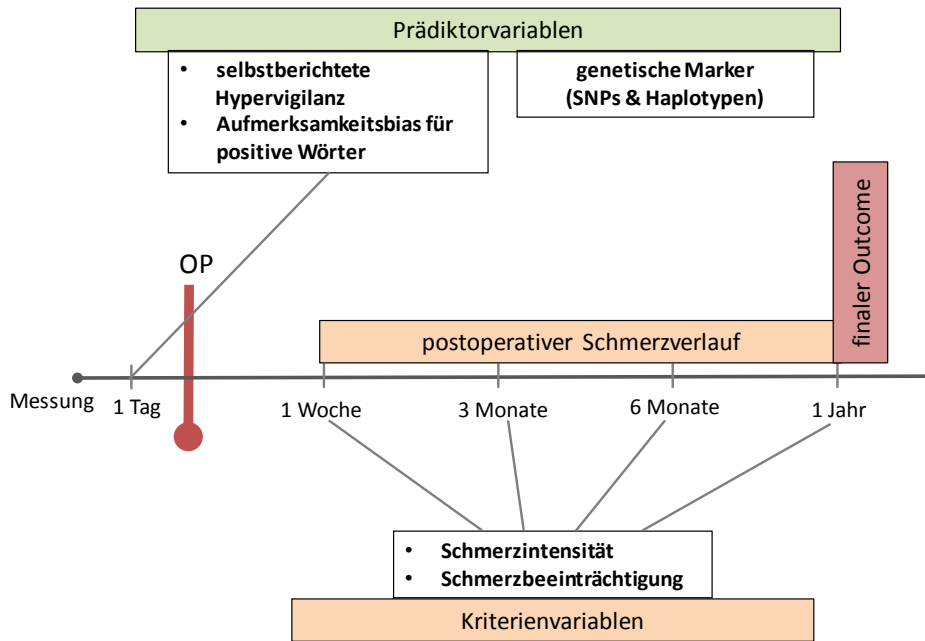 Prädiktorvariablen
• selbstberichtete
Hypervigilanz
• Aufmerksamkeitsbias für
positive Wörter
genetische Marker
(SNPs & Haplotypen)
OP
finaler Outcome
postoperativer Schmerzverlauf
Messung
1 Tag
1 Woche
3 Monate
6 Monate
1 Jahr
• Schmerzintensität
• Schmerzbeeinträchtigung
Kriterienvariablen